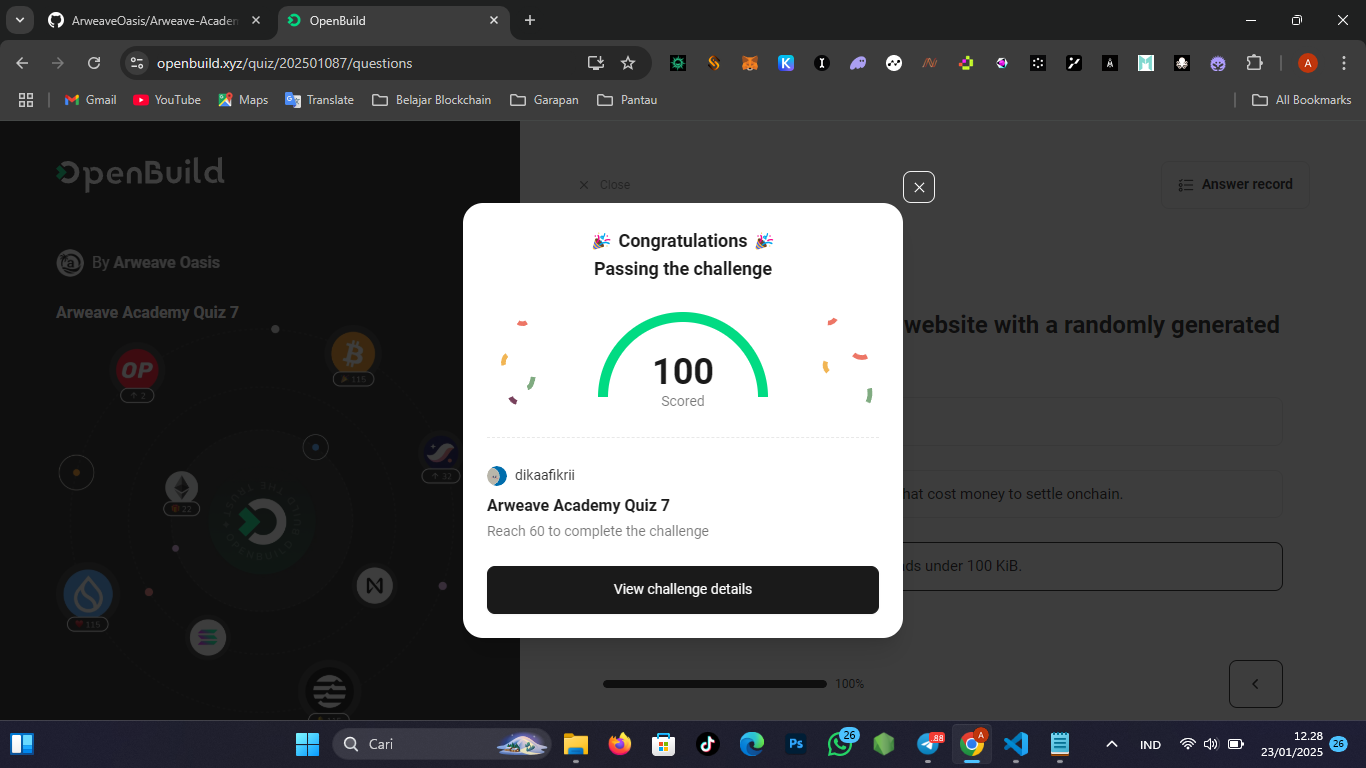 ArweaveOasis/Arweave-Academ
OpenBuild
openbuild.xyz/quiz/202501087/questions
A
Gmail
YouTube
Maps
Translate
Belajar Blockchain
Garapan
Pantau
All Bookmarks
OpenBuild
Close
Answer record
By Arweave Oasis
Arweave Academy Quiz 7
OP
2
115
32
22
115
website with a randomly generated
hat cost money to settle onchain.
ds under 100 KiB.
100%
Congratulations
Passing the challenge
100
Scored
dikaafikrii
Arweave Academy Quiz 7
Reach 60 to complete the challenge
View challenge details
Cari
Ps
26
88
A
IND
12.28
23/01/2025
26